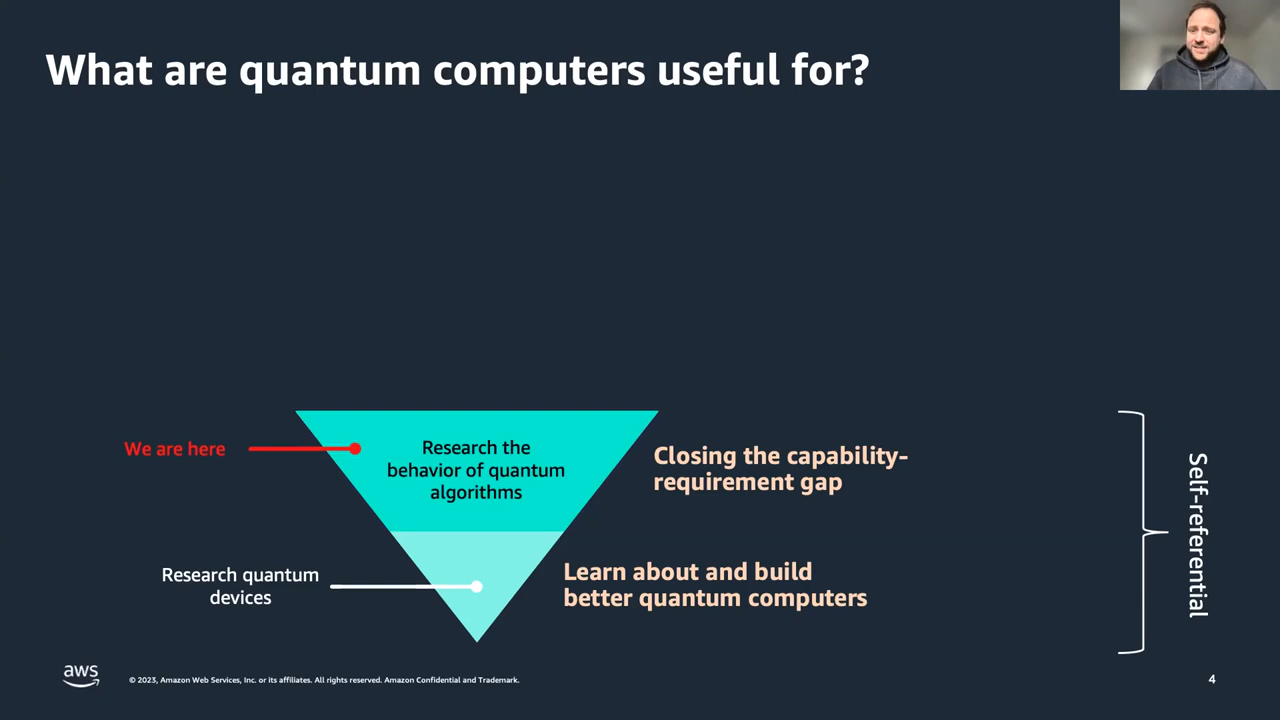 What are quantum computers useful for?
We are here
Research the
behavior of quantum
algorithms
Closing the capability-
requirement gap
Research quantum
devices
Learn about and build
better quantum computers
Self-referential
aws
© 2023, Amazon Web Services, Inc. or its affiliates. All rights reserved. Amazon Confidential and Trademark.
4